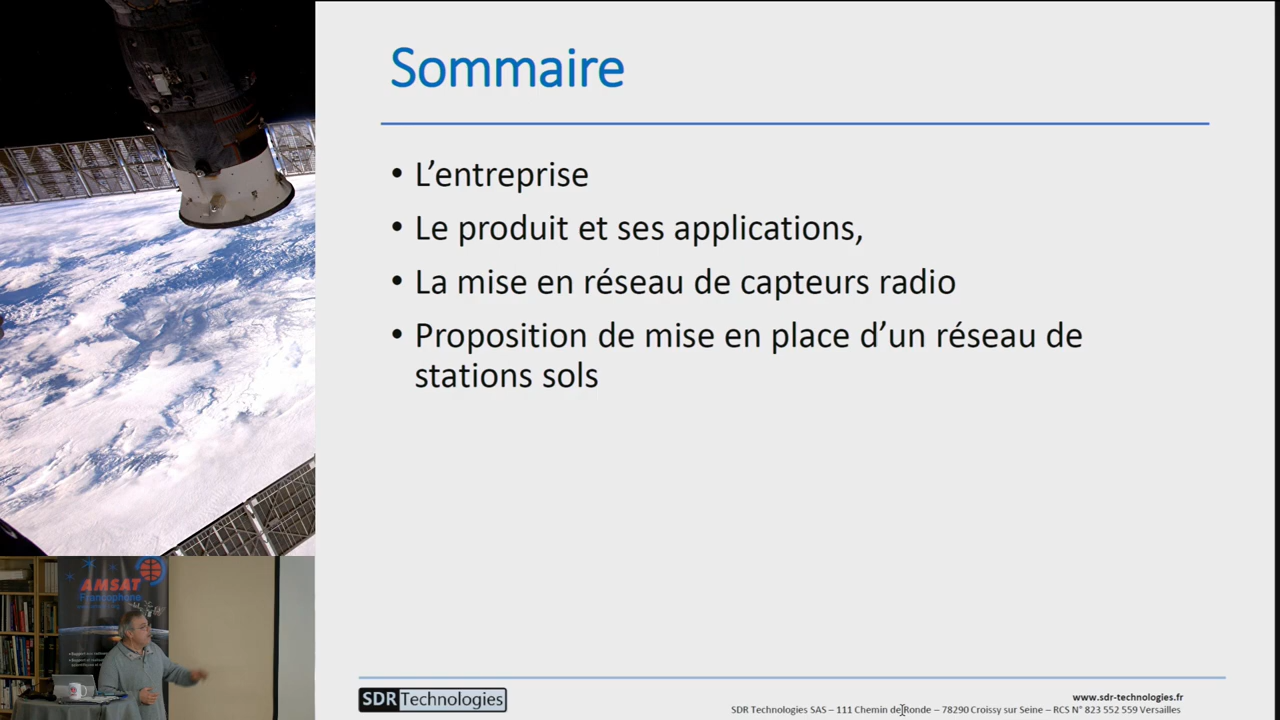 Sommaire
• L’entreprise
• Le produit et ses applications,
• La mise en réseau de capteurs radio
• Proposition de mise en place d’un réseau de
stations sols
AMSAT
Francophone
SDR Technologies
www.sdr-technologies.fr
SDR Technologies SAS – 111 Chemin de Ronde – 78290 Croissy sur Seine – RCS N° 823 552 559 Versailles